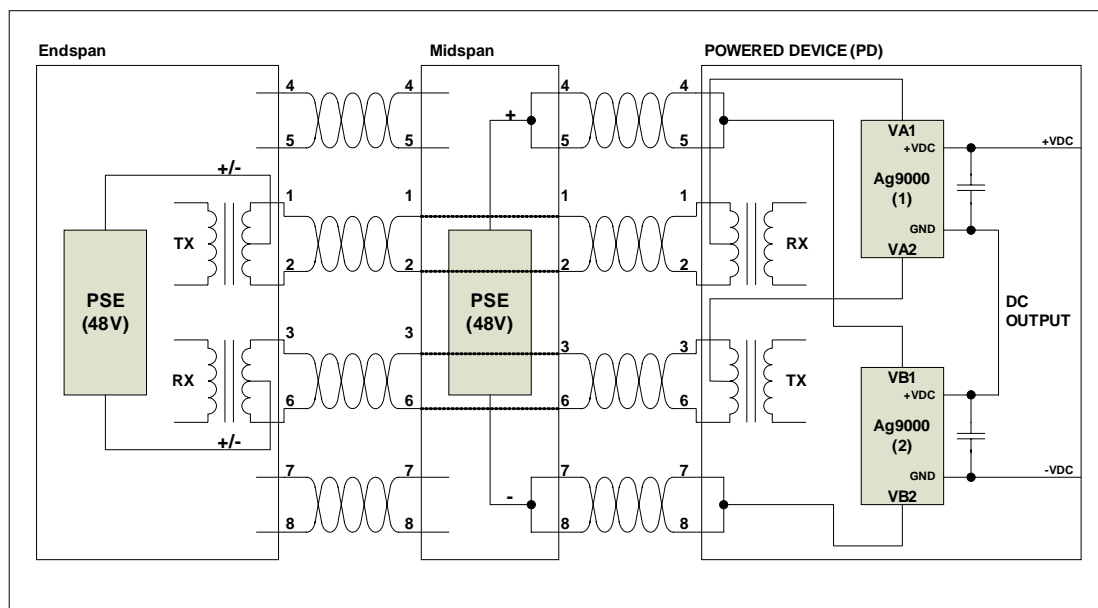 Endspan
Midspan
POWERED DEVICE (PD)
4 4 4 4
5 5 5 5
+
+/-
VA1
+VDC
+VDC
Ag9000
(1)
GND
VA2
1 1 1 1
TX
RX
2 2 2 2
PSE
(48V)
PSE
(48V)
DC
OUTPUT
3 3 3 3
RX
TX
6 6 6 6
+/-
VB1
+VDC
Ag9000
(2)
GND
-VDC
VB2
7 7 7 7
-
8 8 8 8